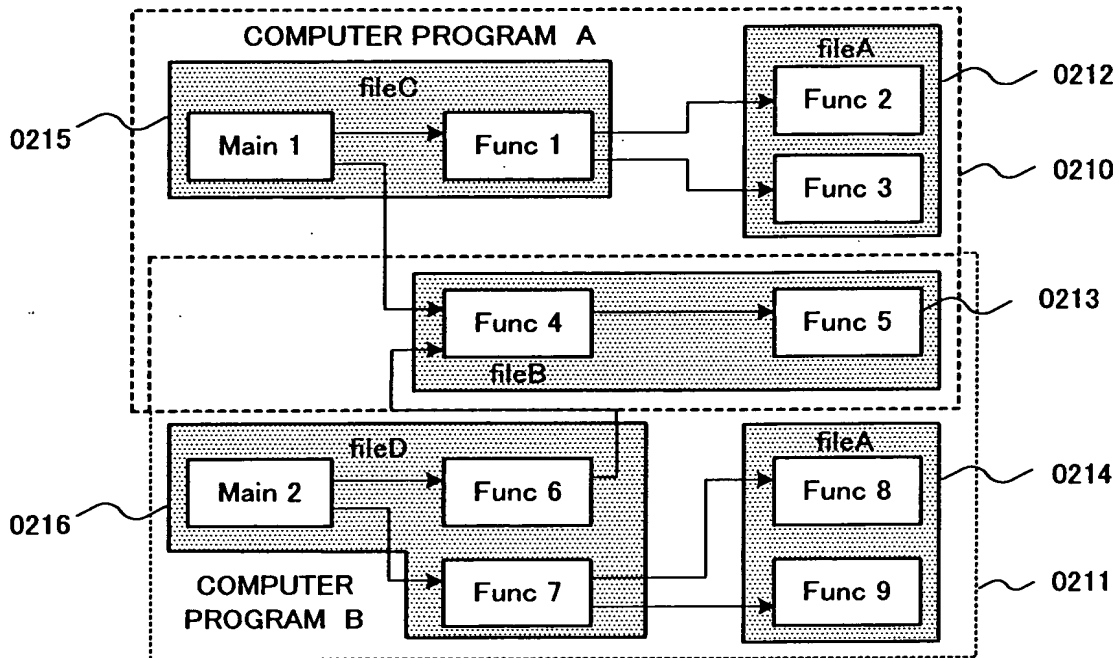 COMPUTER PROGRAM A
fileA
0212
fileC
Func 2
0215
Main 1
Func 1
0210
Func 3
0213
Func 4
Func 5
fileB
fileD
fileA
0214
Main 2
Func 6
Func 8
0216
COMPUTER
PROGRAM B
Func 7
Func 9
0211